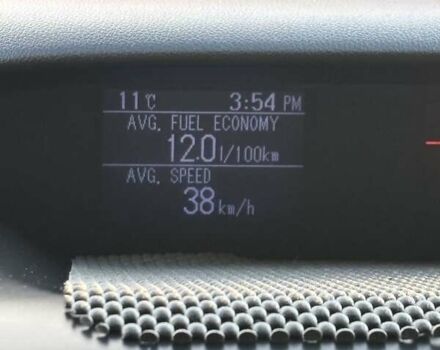 11℃ 3:54 PM
AVG. FUEL ECONOMY
12.0 l/100km
AVG. SPEED
38 km/h